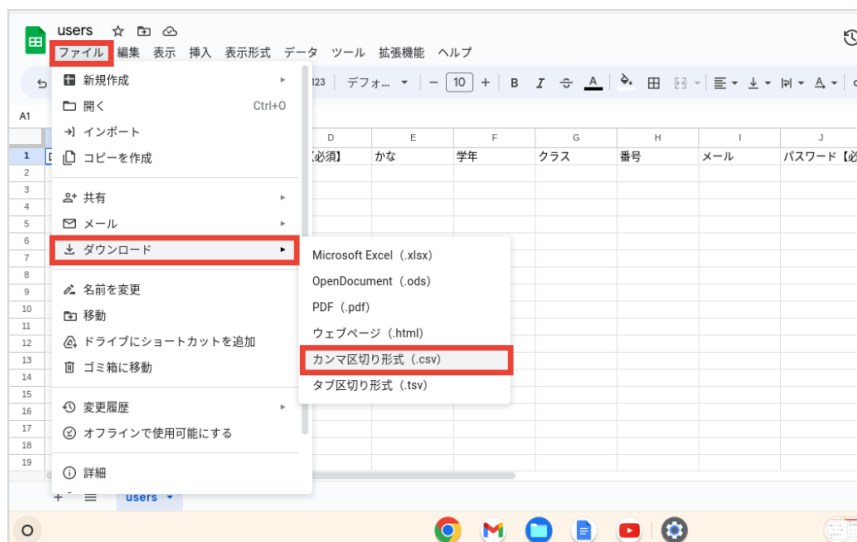 users
ファイル 編集 表示 挿入 表示形式 データ ツール 拡張機能 ヘルプ
123 デフォ... 10 B I A
A1
新規作成
開く Ctrl+O
インポート
コピーを作成
共有
メール
ダウンロード
名前を変更
移動
ドライブにショートカットを追加
ゴミ箱に移動
変更履歴
オフラインで使用可能にする
詳細
Microsoft Excel（.xlsx）
OpenDocument（.ods）
PDF（.pdf）
ウェブページ（.html）
カンマ区切り形式（.csv）
タブ区切り形式（.tsv）
D E F G H I J
1 必須】 かな 学年 クラス 番号 メール パスワード【必
2
3
4
5
6
7
8
9
10
11
12
13
14
15
16
17
18
19
users